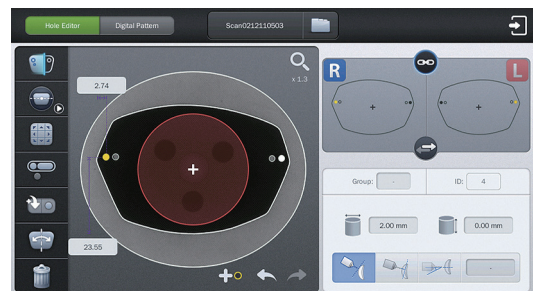 Hole Editor
Digital Pattern
Scan0212110503
2.74
x 1.3
23.55
R
L
Group: -
ID: 4
2.00 mm
0.00 mm
-